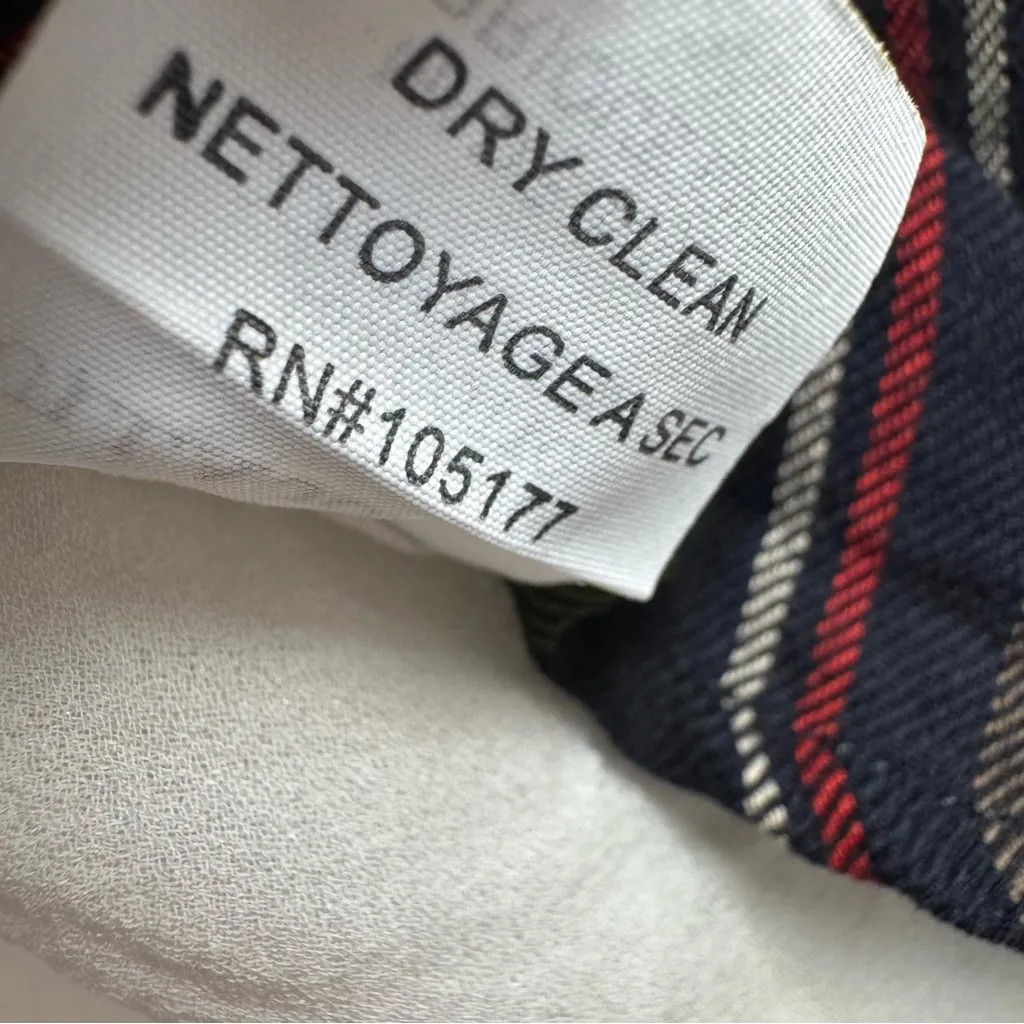 DRY CLEAN
NETTOYAGE A SEC
RN#105177